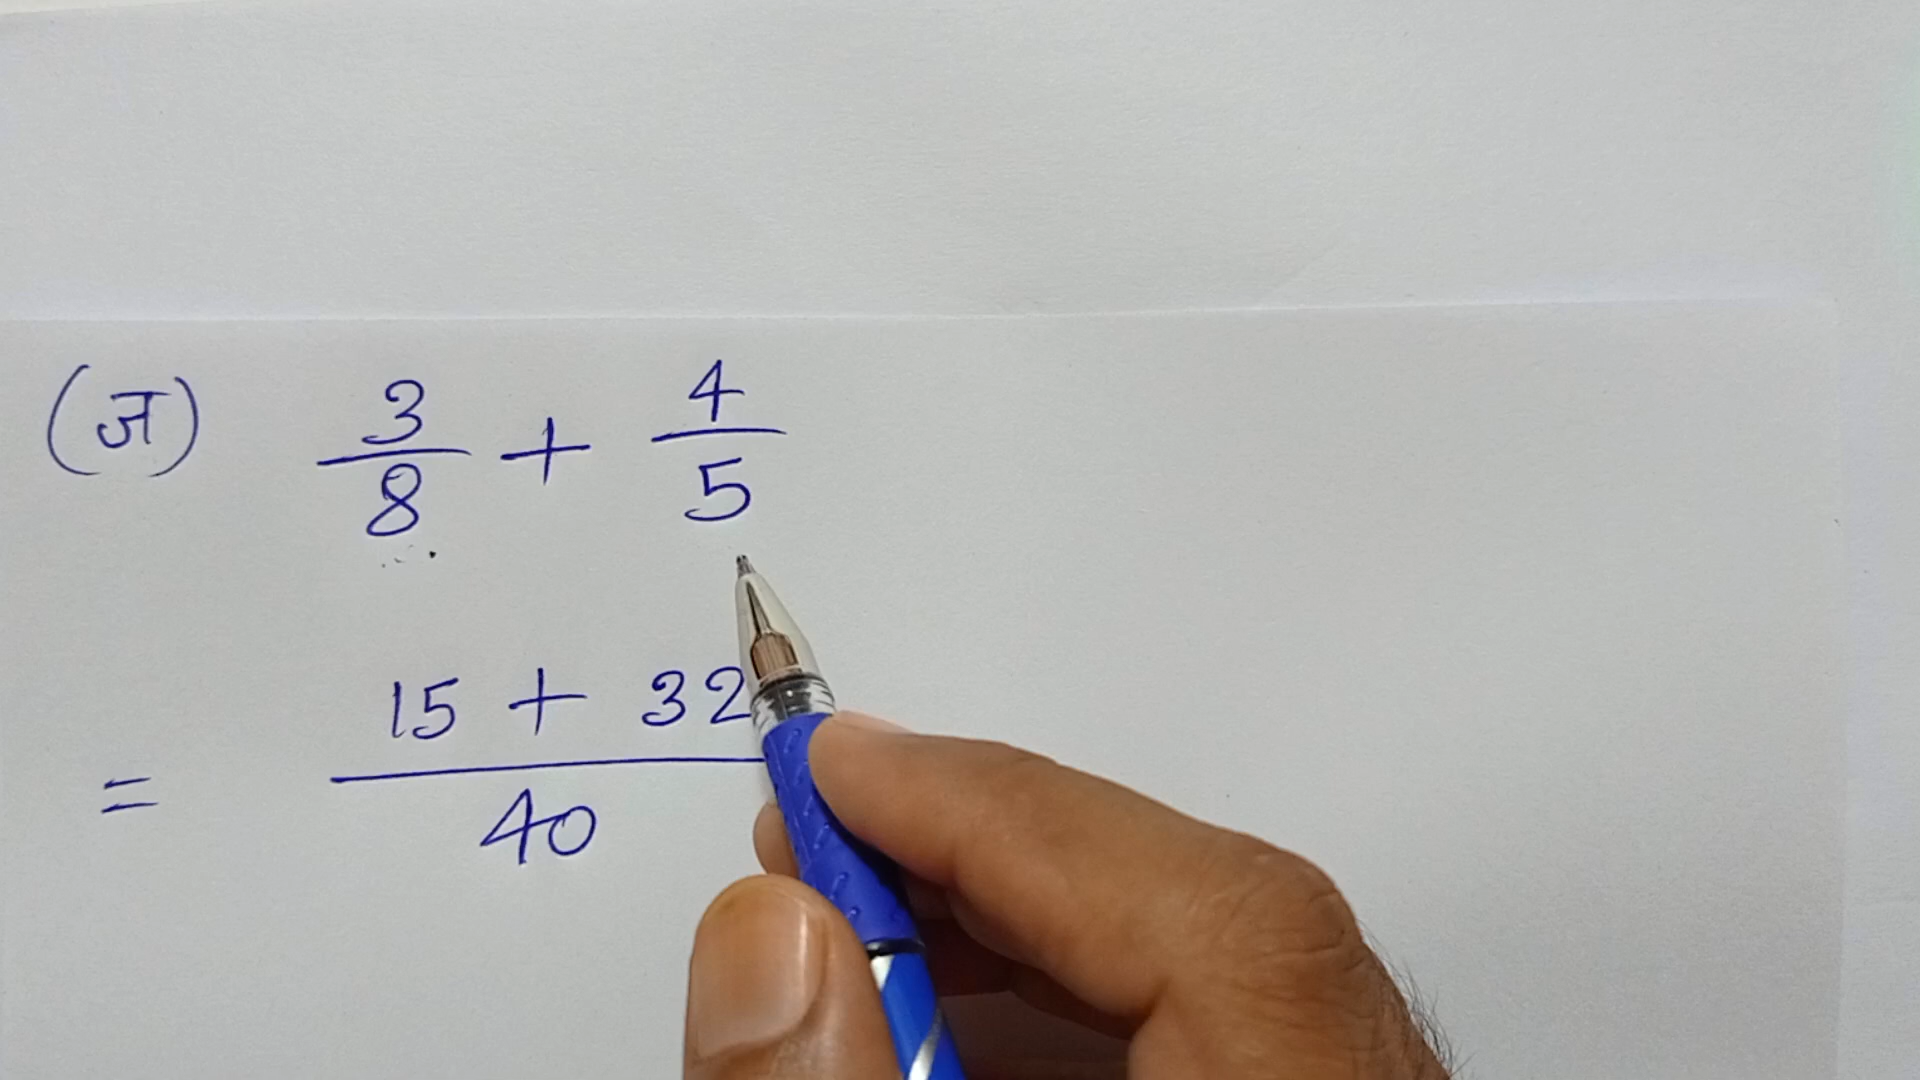 (ज) 3/8 + 4/5
= 15 + 32/40